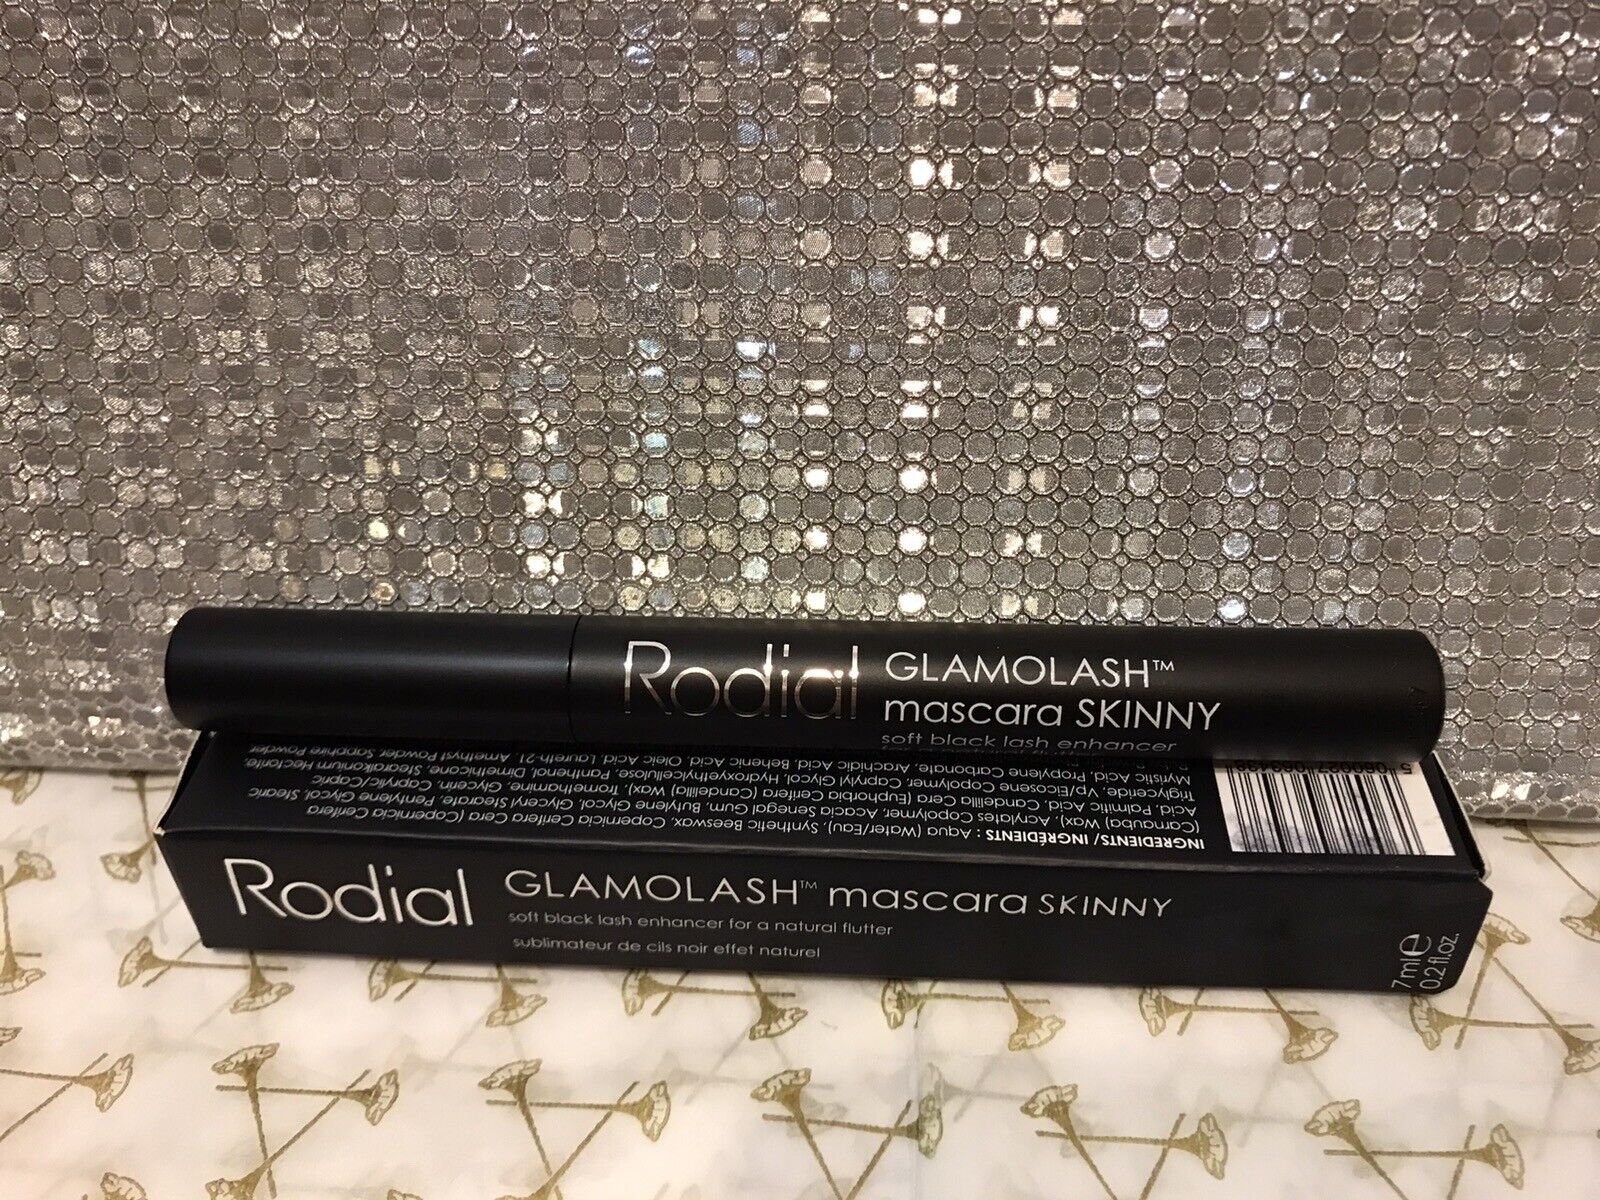 Rodial GLAMOLASH™
mascara SKINNY
soft black lash enhancer
INGREDIENTS/ INGRÉDIENTS : Aqua (Water/Eau), Synthetic Beeswax, Copernicia Cerifera Cera (Copernicia Cerifera
(Carnauba) Wax), Acrylates Copolymer, Acacia Senegal Gum, Butylene Glycol, Glyceryl Stearate, Pentylene Glycol, Stearic
Acid, Palmitic Acid, Candelilla Cera (Euphorbia Cerifera (Candelilla) Wax), Tromethamine, Glycerin, Caprylic/Capric
Triglyceride, Vp/Eicosene Copolymer, Caprylyl Glycol, Hydroxyethylcellulose, Panthenol, Dimethicone, Stearalkonium Hectorite,
Myristic Acid, Propylene Carbonate, Arachidic Acid, Behenic Acid, Oleic Acid, Laureth-21, Amethyst Powder, Sapphire Powder
5 060027 063438
Rodial GLAMOLASH™ mascara SKINNY
soft black lash enhancer for a natural flutter
sublimateur de cils noir effet naturel
7 ml e
0.2 fl.oz.